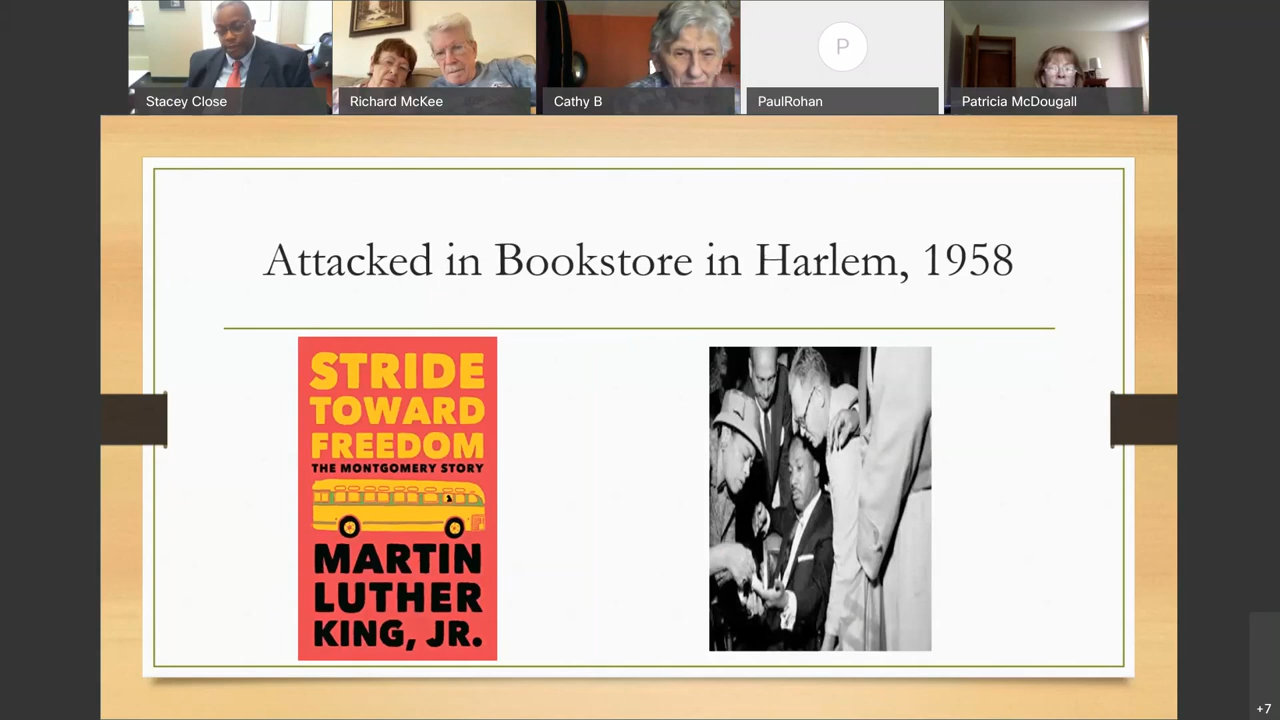 Stacey Close
Richard McKee
Cathy B
P
PaulRohan
Patricia McDougall
Attacked in Bookstore in Harlem, 1958
STRIDE
TOWARD
FREEDOM
THE MONTGOMERY STORY
MARTIN
LUTHER
KING, JR.
+7